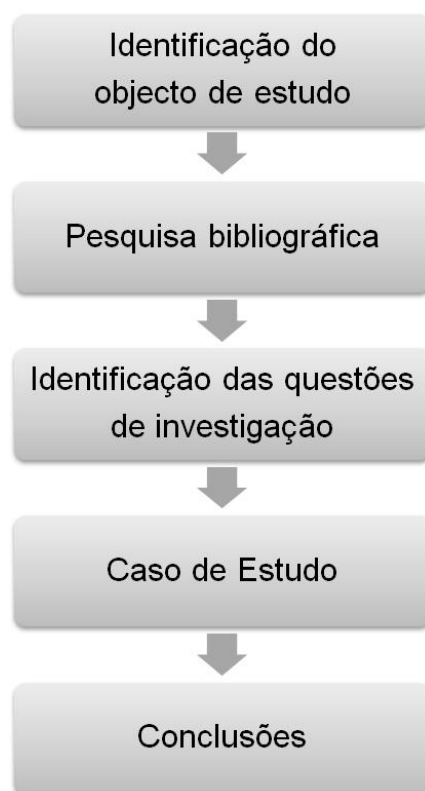 Identificação do
objecto de estudo
Pesquisa bibliográfica
Identificação das questões
de investigação
Caso de Estudo
Conclusões